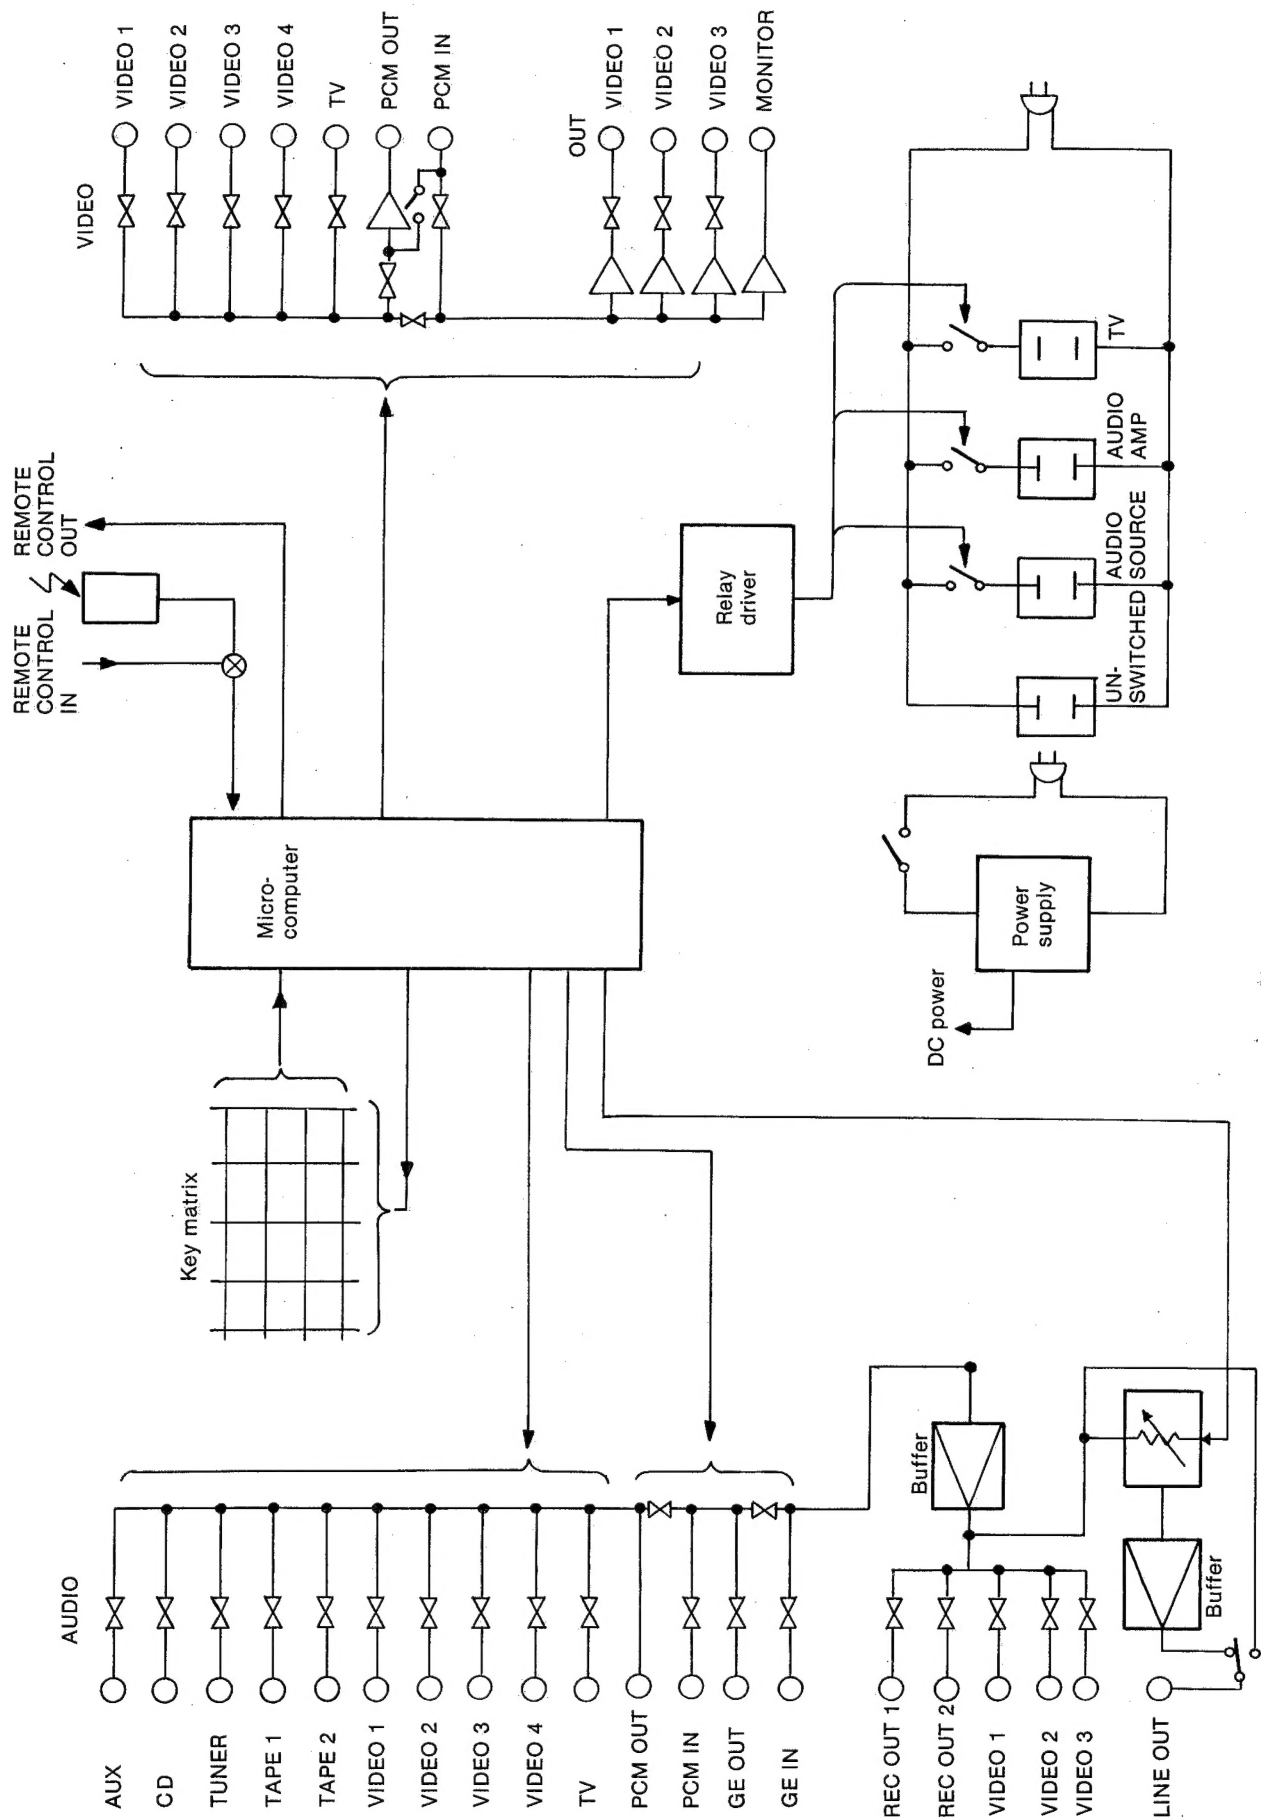 AUDIO
AUX
CD
TUNER
TAPE 1
TAPE 2
VIDEO 1
VIDEO 2
VIDEO 3
VIDEO 4
TV
PCM OUT
PCM IN
GE OUT
GE IN
REC OUT 1
REC OUT 2
VIDEO 1
VIDEO 2
VIDEO 3
LINE OUT
Buffer
Buffer
Key matrix
Micro-
computer
DC power
Power
supply
REMOTE
CONTROL
IN
REMOTE
CONTROL
OUT
Relay
driver
UN-
SWITCHED
AUDIO
SOURCE
AUDIO
AMP
TV
VIDEO
VIDEO 1
VIDEO 2
VIDEO 3
VIDEO 4
TV
PCM OUT
PCM IN
OUT
VIDEO 1
VIDEO 2
VIDEO 3
MONITOR